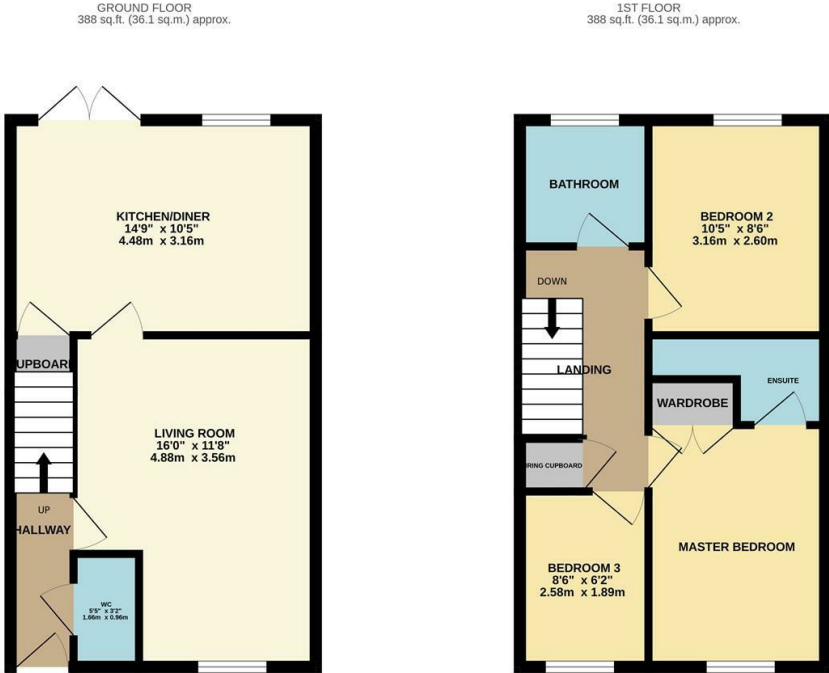 GROUND FLOOR
388 sq.ft. (36.1 sq.m.) approx.
KITCHEN/DINER
14'9" x 10'5"
4.48m x 3.16m
UPBOARD
LIVING ROOM
16'0" x 11'8"
4.88m x 3.56m
UP
HALLWAY
WC
5'5" x 3'2"
1.66m x 0.96m
1ST FLOOR
388 sq.ft. (36.1 sq.m.) approx.
BATHROOM
BEDROOM 2
10'5" x 8'6"
3.16m x 2.60m
DOWN
LANDING
ENSUITE
WARDROBE
RING CUPBOARD
MASTER BEDROOM
BEDROOM 3
8'6" x 6'2"
2.58m x 1.89m